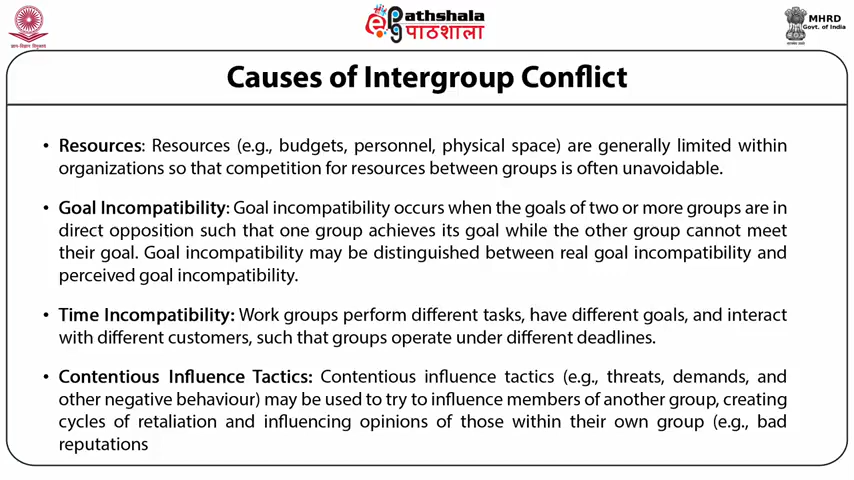 ePathshala
पाठशाला
MHRD
Govt. of India
Causes of Intergroup Conflict
• Resources: Resources (e.g., budgets, personnel, physical space) are generally limited within
organizations so that competition for resources between groups is often unavoidable.
• Goal Incompatibility: Goal incompatibility occurs when the goals of two or more groups are in
direct opposition such that one group achieves its goal while the other group cannot meet
their goal. Goal incompatibility may be distinguished between real goal incompatibility and
perceived goal incompatibility.
• Time Incompatibility: Work groups perform different tasks, have different goals, and interact
with different customers, such that groups operate under different deadlines.
• Contentious Influence Tactics: Contentious influence tactics (e.g., threats, demands, and
other negative behaviour) may be used to try to influence members of another group, creating
cycles of retaliation and influencing opinions of those within their own group (e.g., bad
reputations